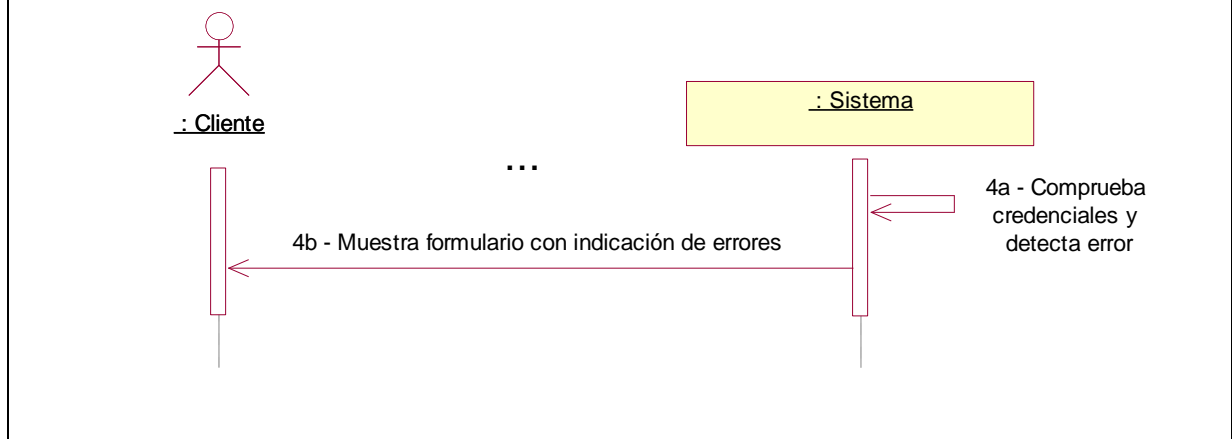 : Cliente
: Sistema
...
4a - Comprueba
credenciales y
detecta error
4b - Muestra formulario con indicación de errores